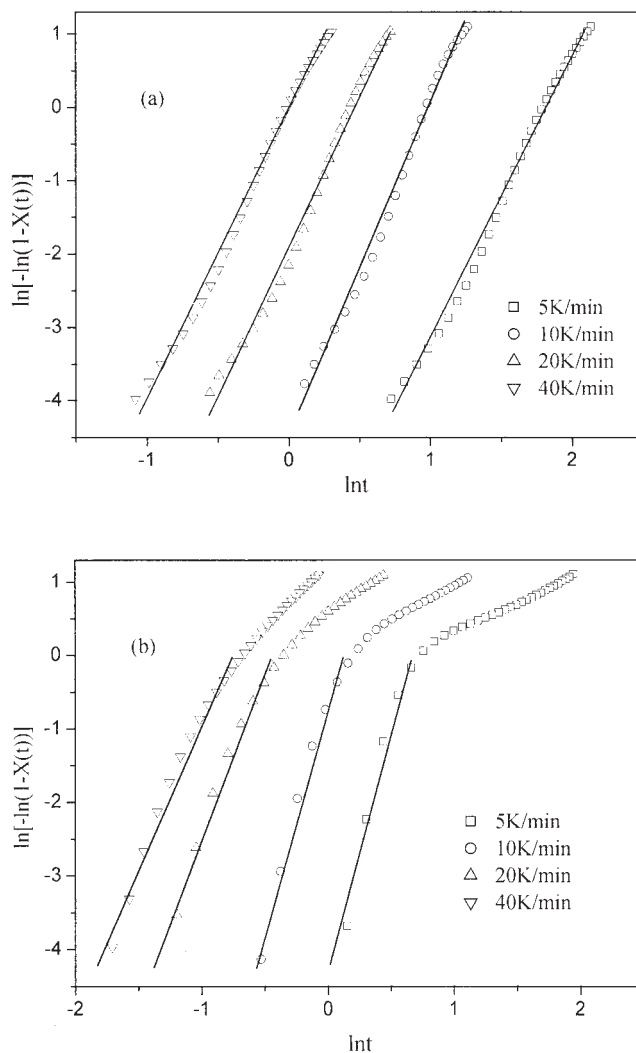 (a)
1
0
-1
-2
-3
-4
ln[-ln(1-X(t))]
5K/min
10K/min
20K/min
40K/min
-1 0 1 2
lnt
(b)
1
0
-1
-2
-3
-4
ln[-ln(1-X(t))]
5K/min
10K/min
20K/min
40K/min
-2 -1 0 1 2
lnt